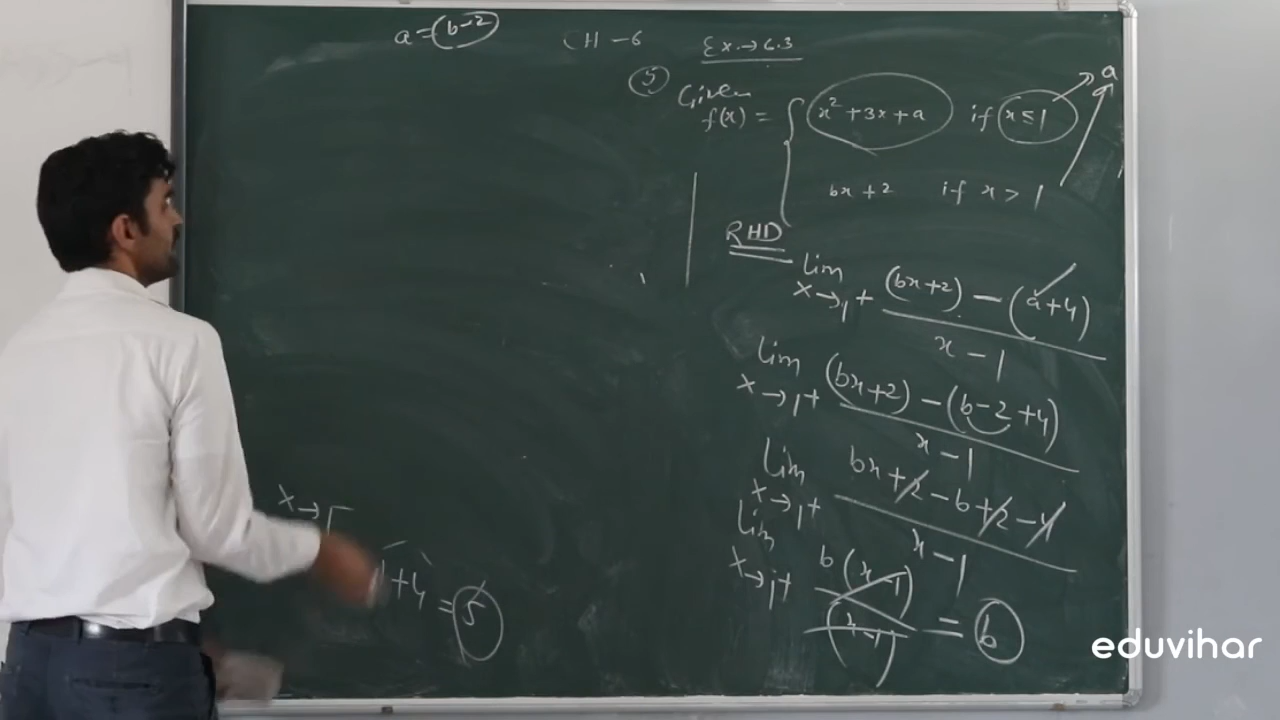 a = b-2
CH-6 Ex.→6.3
(5) Given
f(x) = { x² + 3x + a if x ≤ 1 → a
bx + 2 if x > 1
RHD
lim x→1+ (bx+2) - (a+4) / x - 1
lim x→1+ (bx+2) - (b-2+4) / x - 1
lim x→1+ bx + 2 - b + 2 - 4 / x - 1
lim x→1+ b(x-1) / (x-1) = b
x→1
+4 = 5
eduvihar